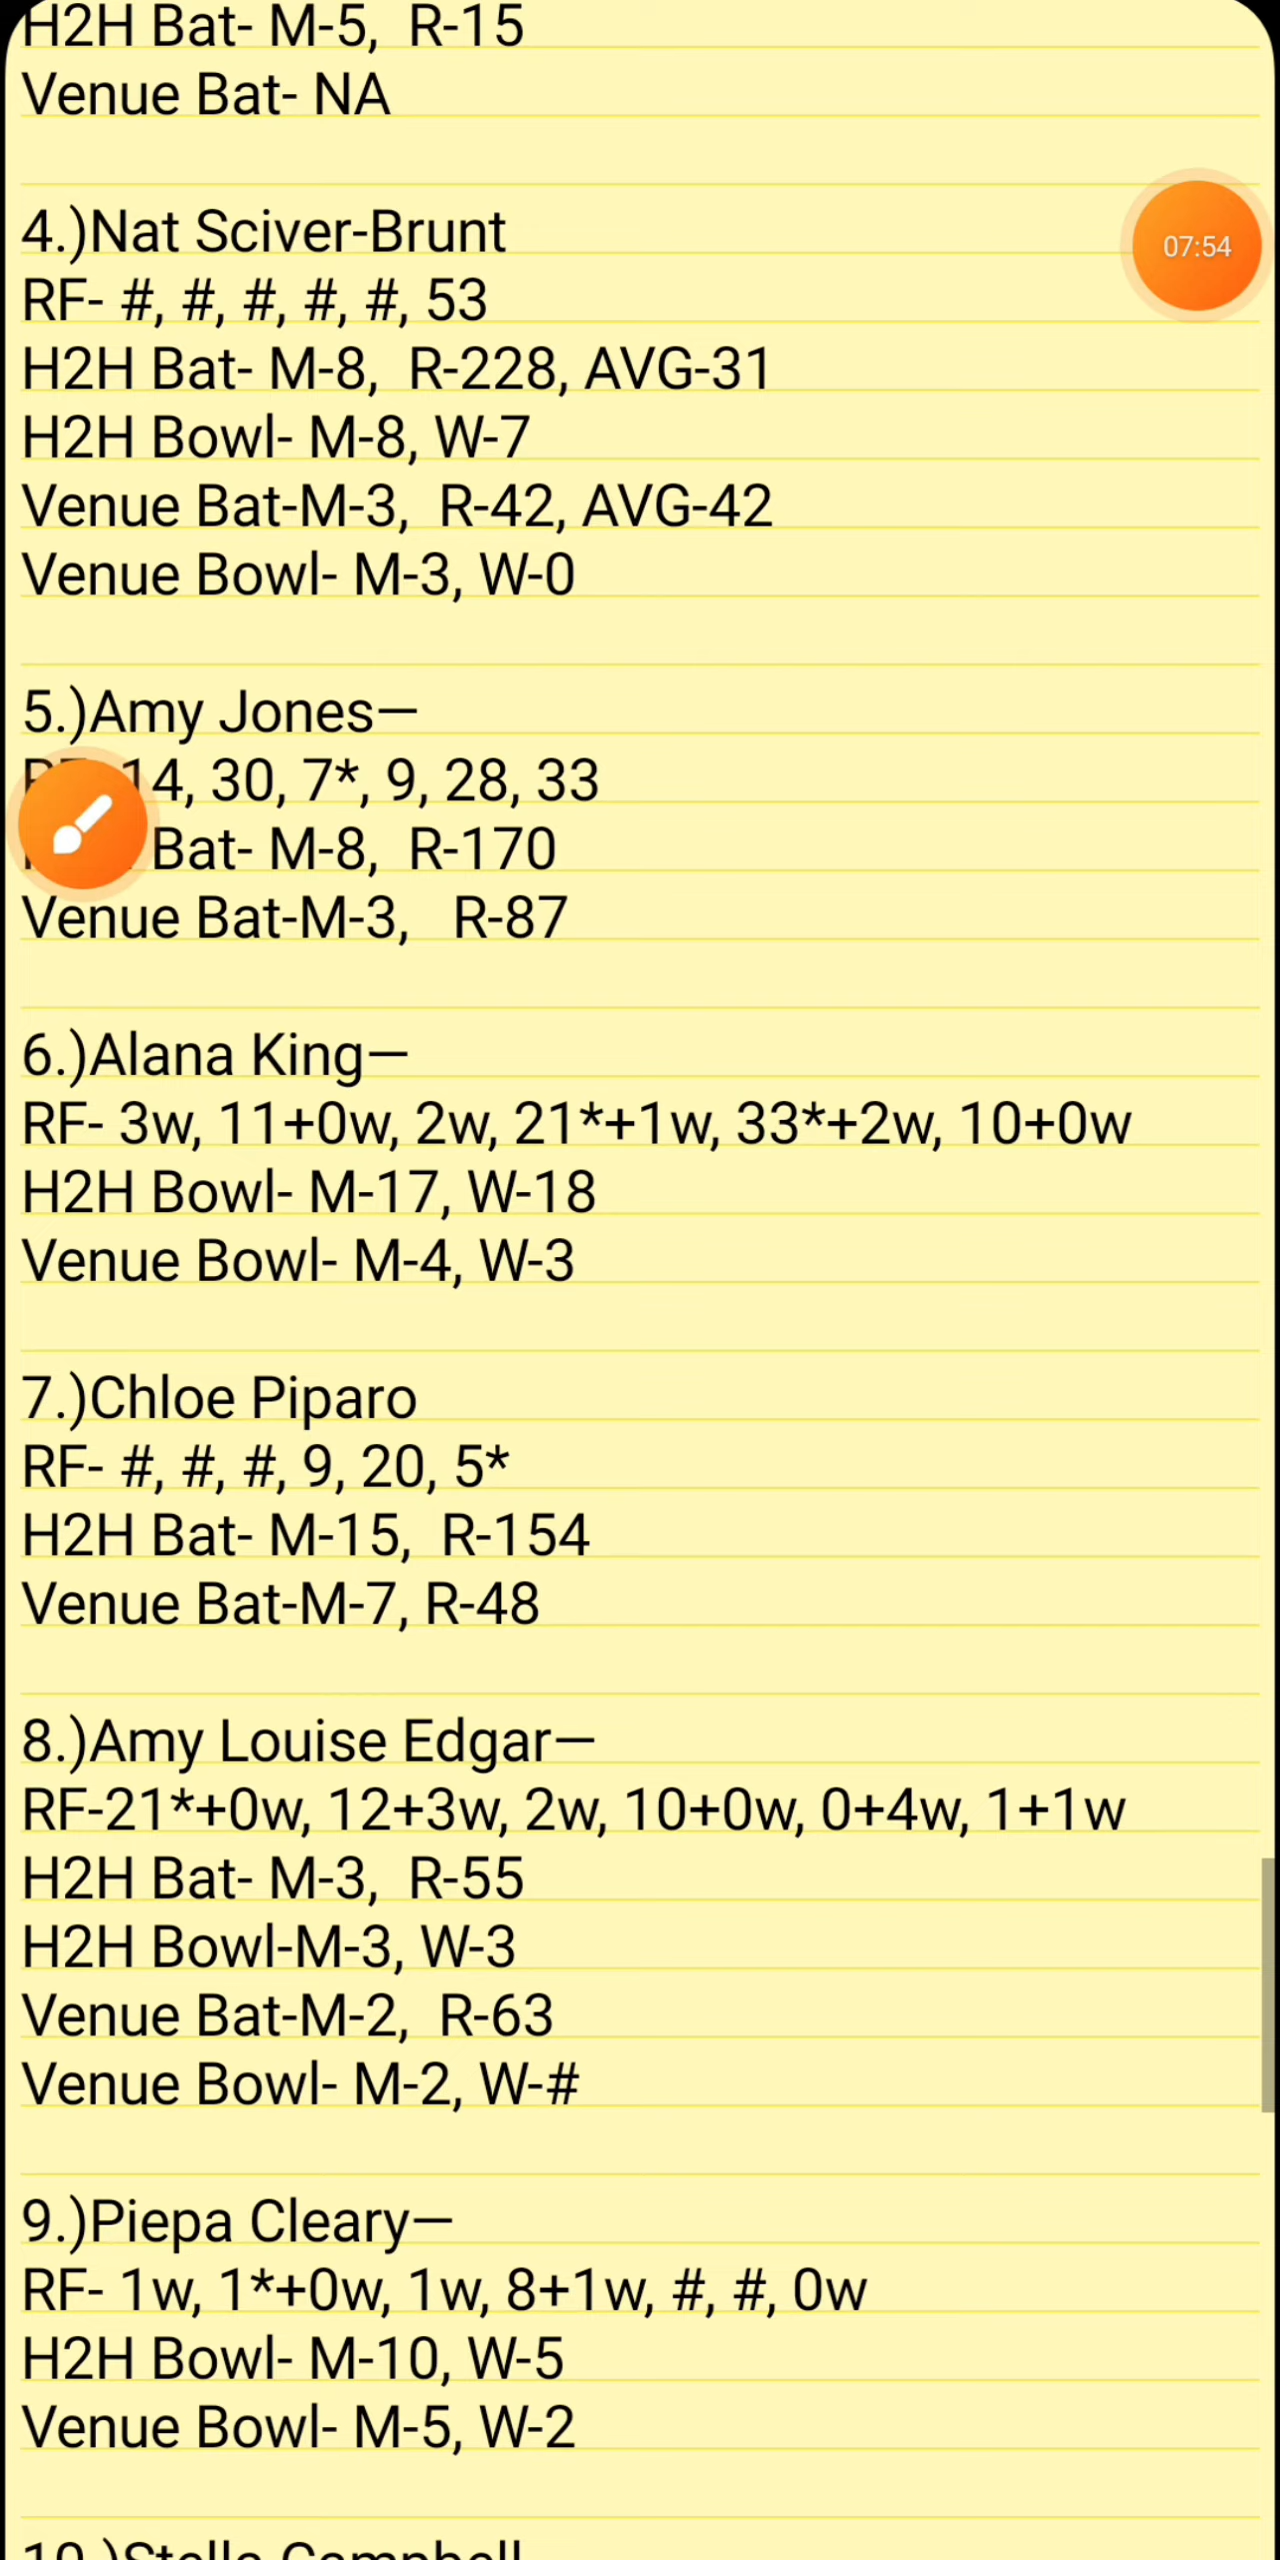 H2H Bat- M-5, R-15
Venue Bat- NA
4.)Nat Sciver-Brunt
07:54
RF- #, #, #, #, #, 53
H2H Bat- M-8, R-228, AVG-31
H2H Bowl- M-8, W-7
Venue Bat-M-3, R-42, AVG-42
Venue Bowl- M-3, W-0
5.)Amy Jones—
14, 30, 7*, 9, 28, 33
Bat- M-8, R-170
Venue Bat-M-3, R-87
6.)Alana King—
RF- 3w, 11+0w, 2w, 21*+1w, 33*+2w, 10+0w
H2H Bowl- M-17, W-18
Venue Bowl- M-4, W-3
7.)Chloe Piparo
RF- #, #, #, 9, 20, 5*
H2H Bat- M-15, R-154
Venue Bat-M-7, R-48
8.)Amy Louise Edgar—
RF-21*+0w, 12+3w, 2w, 10+0w, 0+4w, 1+1w
H2H Bat- M-3, R-55
H2H Bowl-M-3, W-3
Venue Bat-M-2, R-63
Venue Bowl- M-2, W-#
9.)Piepa Cleary—
RF- 1w, 1*+0w, 1w, 8+1w, #, #, 0w
H2H Bowl- M-10, W-5
Venue Bowl- M-5, W-2
10.)Stella Campbell